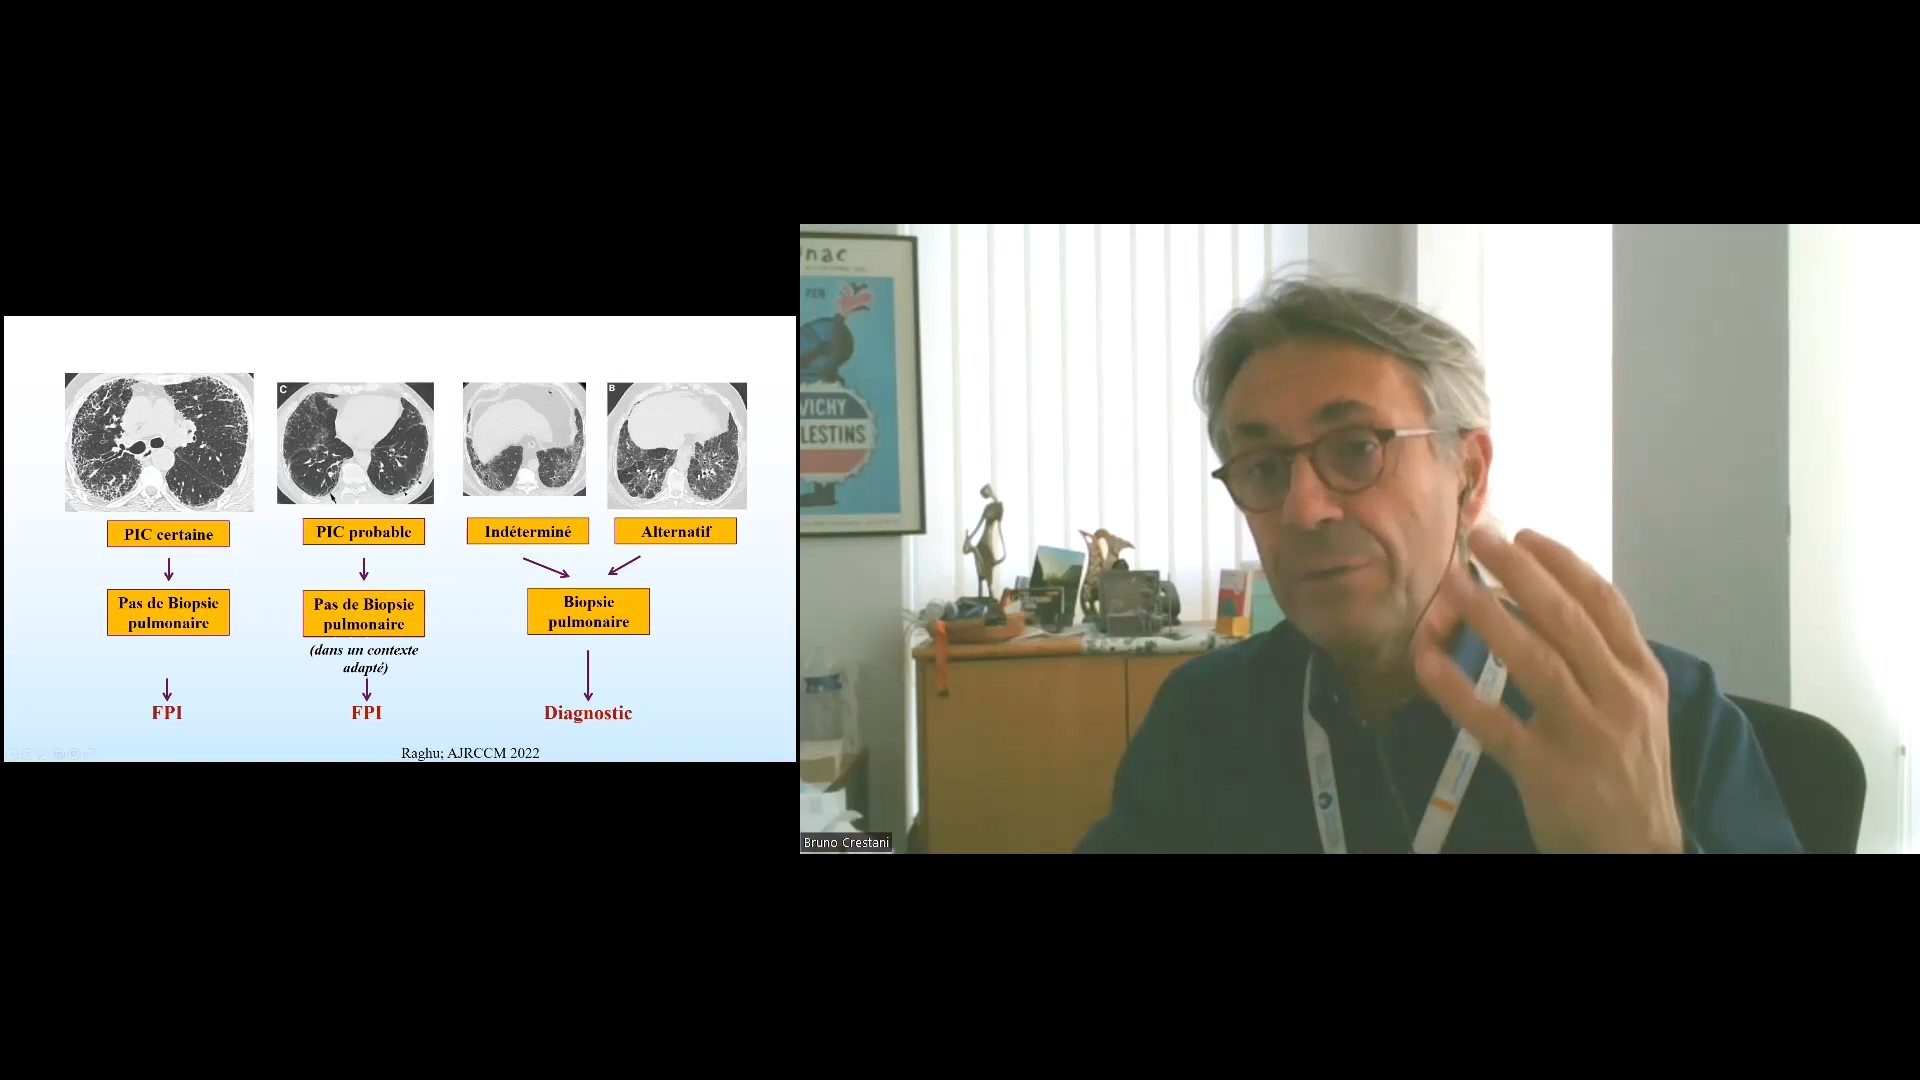 C
B
PIC certaine
PIC probable
Indéterminé
Alternatif
Pas de Biopsie
pulmonaire
Pas de Biopsie
pulmonaire
Biopsie
pulmonaire
(dans un contexte
adapté)
FPI
FPI
Diagnostic
Raghu; AJRCCM 2022
nac
VICHY
LESTINS
Bruno Crestani